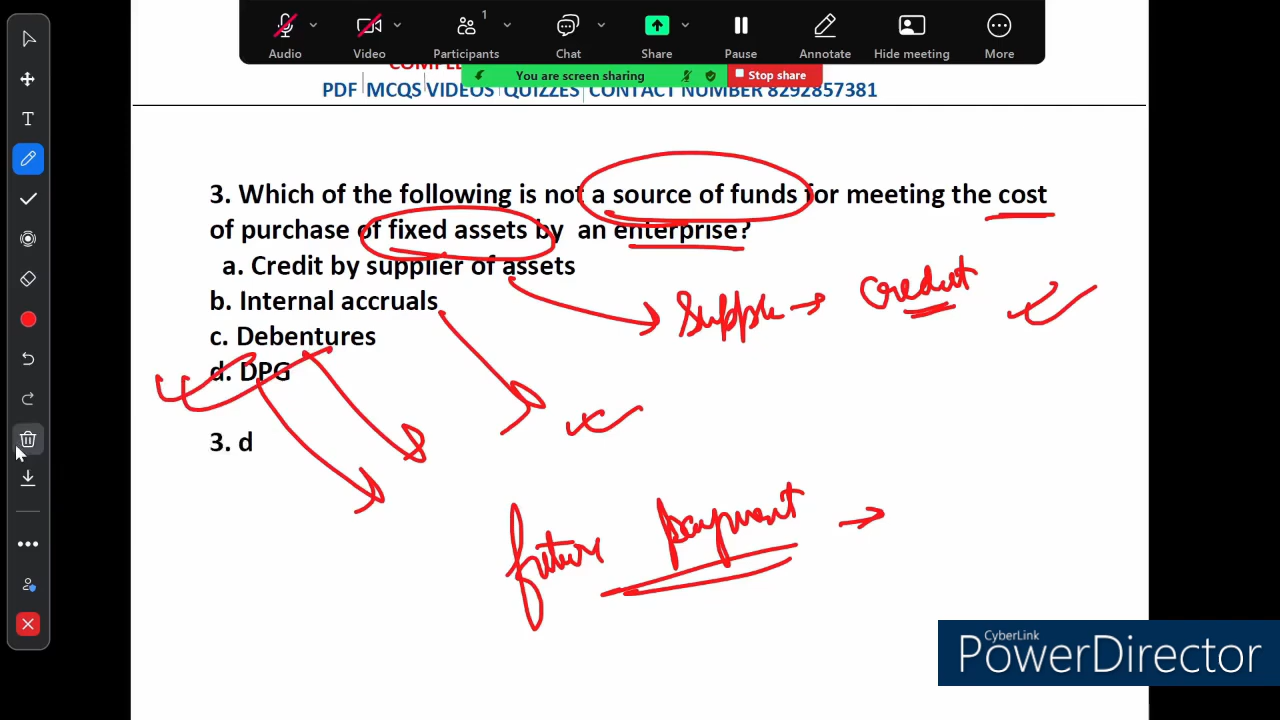 1
Audio Video Participants Chat Share Pause Annotate Hide meeting More
You are screen sharing Stop share
PDF MCQS VIDEOS QUIZZES CONTACT NUMBER 8292857381
3. Which of the following is not a source of funds for meeting the cost
of purchase of fixed assets by an enterprise?
a. Credit by supplier of assets
b. Internal accruals
Credit
c. Debentures
d. DPG
3. d
future payment
CyberLink
PowerDirector